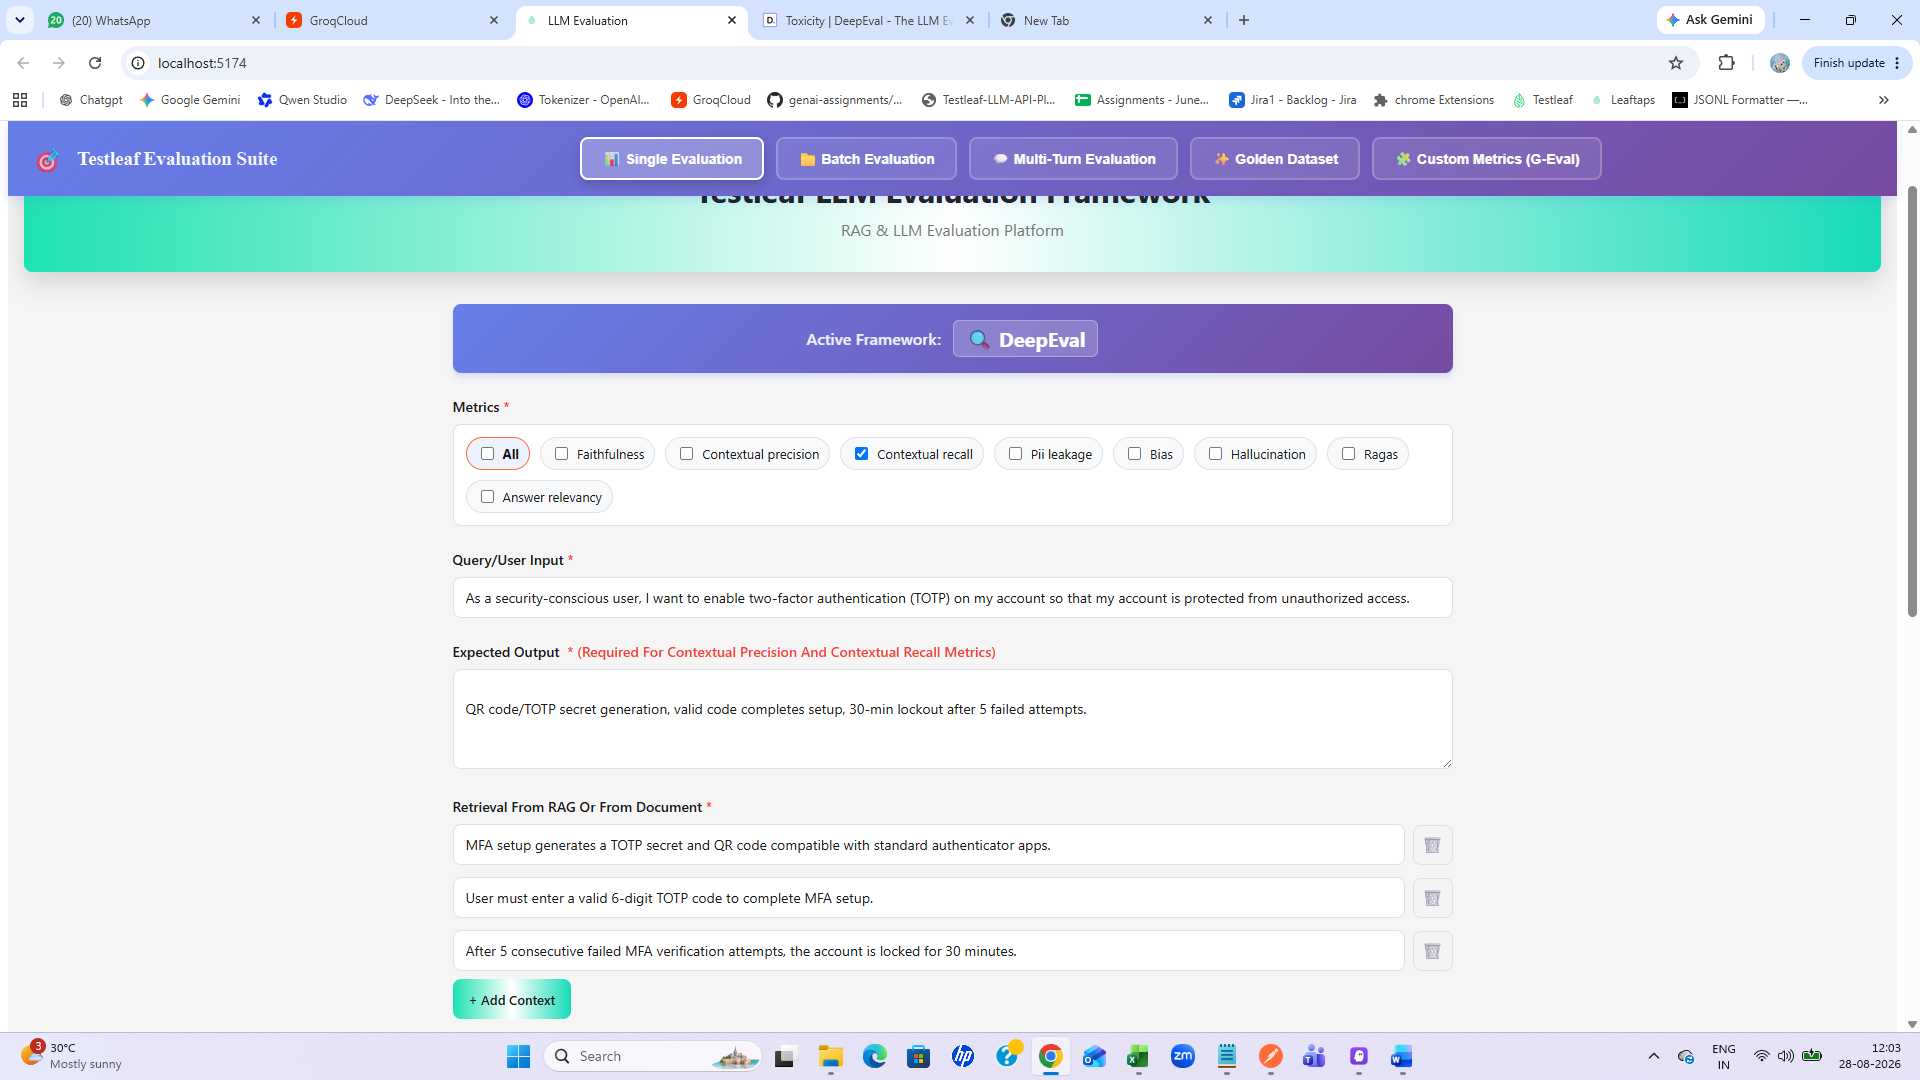 20
(20) WhatsApp
GroqCloud
LLM Evaluation
D.
Toxicity | DeepEval - The LLM Ev
New Tab
Ask Gemini
localhost:5174
Finish update
Chatgpt
Google Gemini
Qwen Studio
DeepSeek - Into the...
Tokenizer - OpenAI...
GroqCloud
genai-assignments/...
Testleaf-LLM-API-Pl...
Assignments - June...
Jira1 - Backlog - Jira
chrome Extensions
Testleaf
Leaftaps
JSONL Formatter —...
Testleaf Evaluation Suite
Single Evaluation
Batch Evaluation
Multi-Turn Evaluation
Golden Dataset
Custom Metrics (G-Eval)
Testleaf LLM Evaluation Framework
RAG & LLM Evaluation Platform
Active Framework:
DeepEval
Metrics *
All
Faithfulness
Contextual precision
Contextual recall
Pii leakage
Bias
Hallucination
Ragas
Answer relevancy
Query/User Input *
As a security-conscious user, I want to enable two-factor authentication (TOTP) on my account so that my account is protected from unauthorized access.
Expected Output * (Required For Contextual Precision And Contextual Recall Metrics)
QR code/TOTP secret generation, valid code completes setup, 30-min lockout after 5 failed attempts.
Retrieval From RAG Or From Document *
MFA setup generates a TOTP secret and QR code compatible with standard authenticator apps.
User must enter a valid 6-digit TOTP code to complete MFA setup.
After 5 consecutive failed MFA verification attempts, the account is locked for 30 minutes.
+ Add Context
3
30°C
Mostly sunny
Search
hp
zm
ENG
IN
12:03
28-08-2026